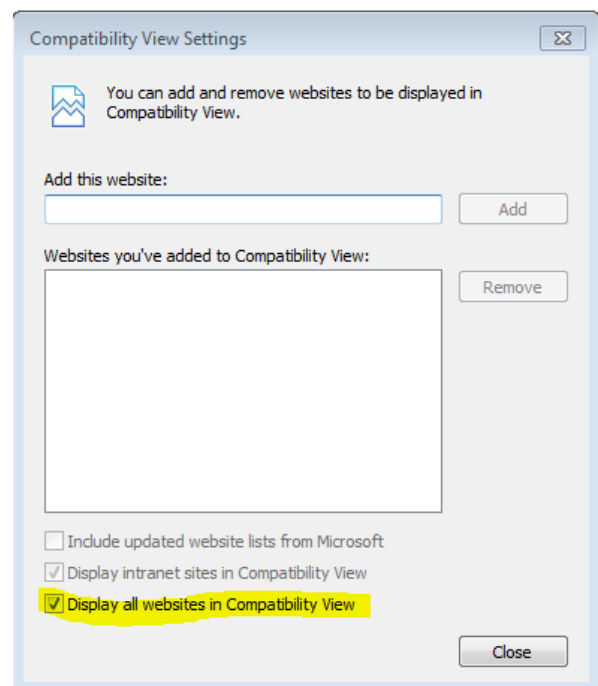 Compatibility View Settings
You can add and remove websites to be displayed in
Compatibility View.
Add this website:
Add
Websites you've added to Compatibility View:
Remove
Include updated website lists from Microsoft
Display intranet sites in Compatibility View
Display all websites in Compatibility View
Close